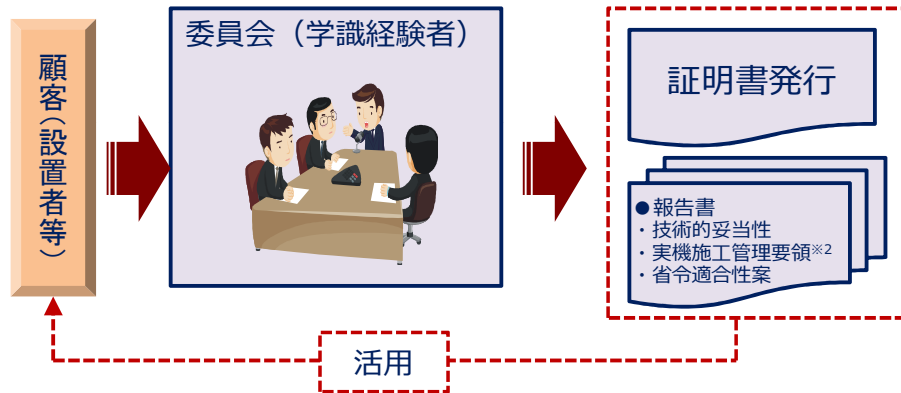 顧客（設置者等）
委員会（学識経験者）
証明書発行
●報告書
・技術的妥当性
・実機施工管理要領※2
・省令適合性案
活用